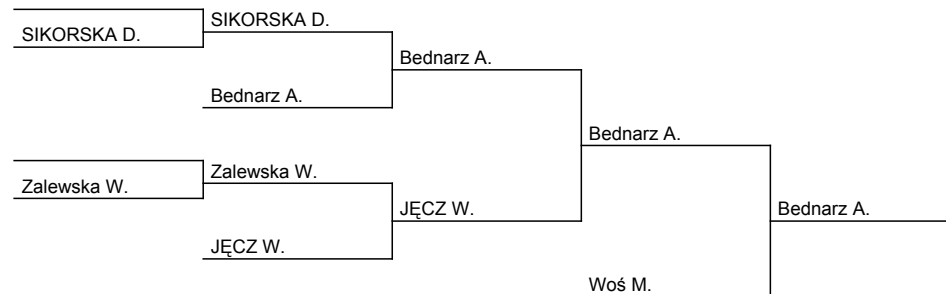 SIKORSKA D.
SIKORSKA D.
Bednarz A.
Bednarz A.
Bednarz A.
Zalewska W.
Zalewska W.
JĘCZ W.
Bednarz A.
JĘCZ W.
Woś M.